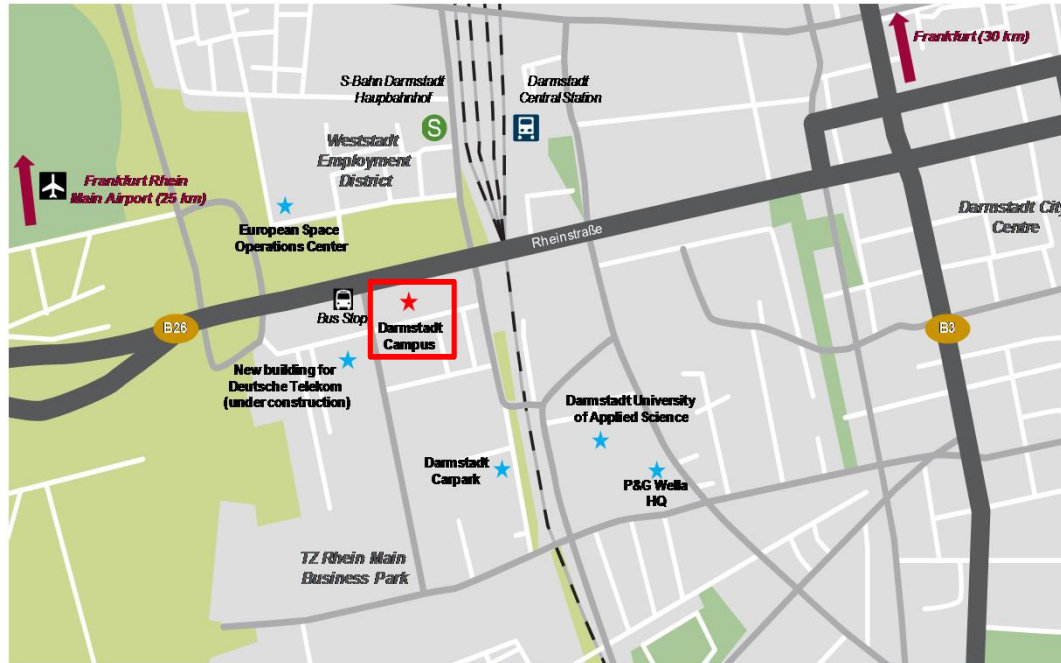 Frankfurt (30 km)
S-Bahn Darmstadt
Haupbahnhof
Darmstadt
Central Station
S
Weststadt
Employment
District
Frankfurt Rhein
Main Airport (25 km)
European Space
Operations Center
Rheinstraße
Darmstadt City
Centre
Bus Stop
B26
Darmstadt
Campus
B3
New building for
Deutsche Telekom
(under construction)
Darmstadt University
of Applied Science
Darmstadt
Carpark
P&G Wella
HQ
TZ Rhein Main
Business Park